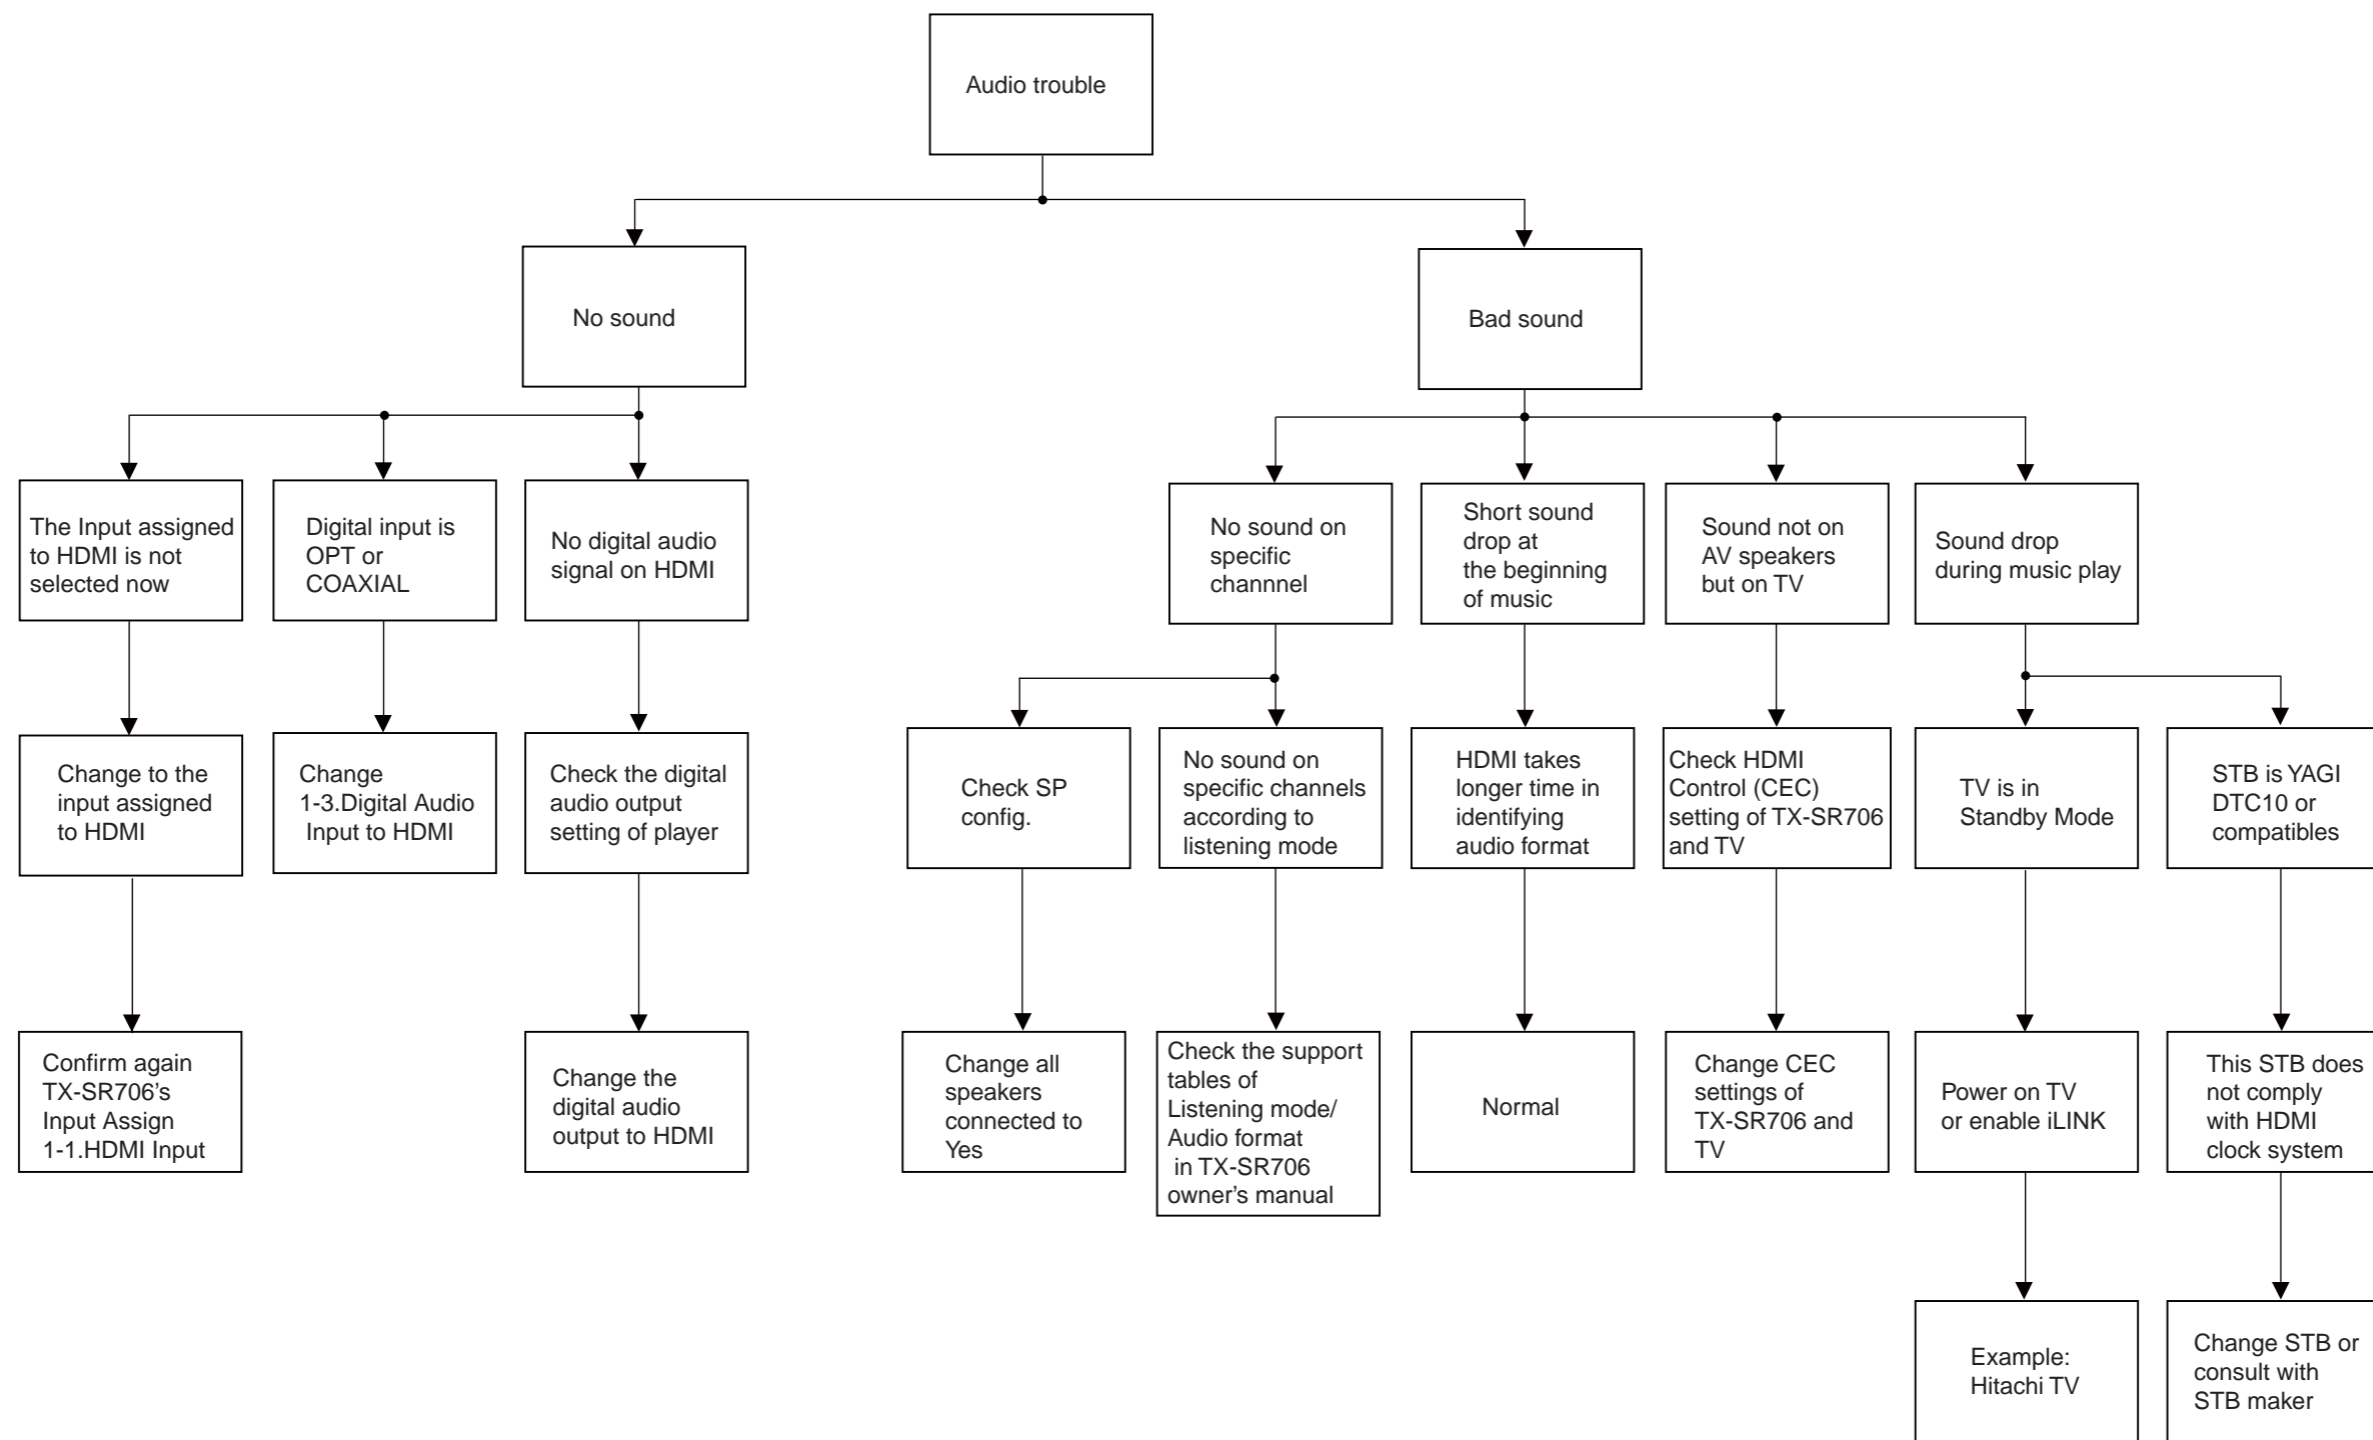 Audio trouble
No sound
Bad sound
The Input assigned
to HDMI is not
selected now
Digital input is
OPT or
COAXIAL
No digital audio
signal on HDMI
No sound on
specific
channnel
Short sound
drop at
the beginning
of music
Sound not on
AV speakers
but on TV
Sound drop
during music play
Change to the
input assigned
to HDMI
Change
1-3.Digital Audio
Input to HDMI
Check the digital
audio output
setting of player
Check SP
config.
No sound on
specific channels
according to
listening mode
HDMI takes
longer time in
identifying
audio format
Check HDMI
Control (CEC)
setting of TX-SR706
and TV
TV is in
Standby Mode
STB is YAGI
DTC10 or
compatibles
Confirm again
TX-SR706’s
Input Assign
1-1.HDMI Input
Change the
digital audio
output to HDMI
Change all
speakers
connected to
Yes
Check the support
tables of
Listening mode/
Audio format
in TX-SR706
owner’s manual
Normal
Change CEC
settings of
TX-SR706 and
TV
Power on TV
or enable iLINK
This STB does
not comply
with HDMI
clock system
Example:
Hitachi TV
Change STB or
consult with
STB maker